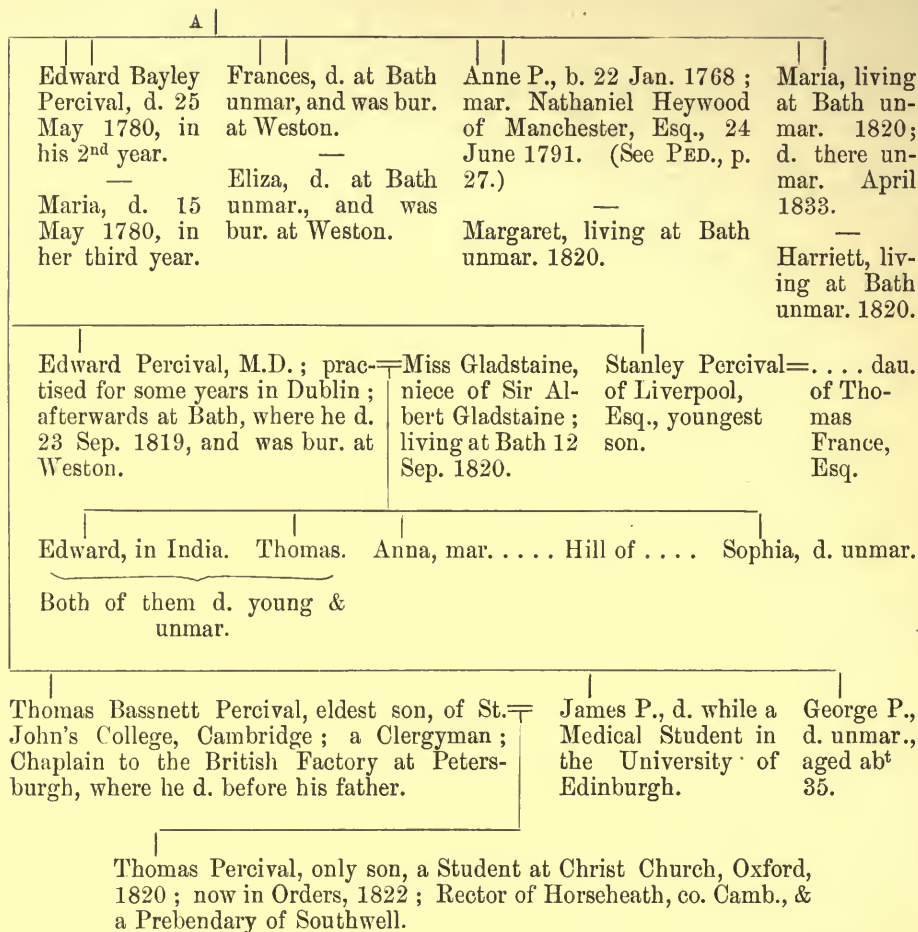 A
Edward Bayley
Percival, d. 25
May 1780, in
his 2nd year.
—
Maria, d. 15
May 1780, in
her third year.
Frances, d. at Bath
unmar, and was bur.
at Weston.
—
Eliza, d. at Bath
unmar., and was
bur. at Weston.
Anne P., b. 22 Jan. 1768 ;
mar. Nathaniel Heywood
of Manchester, Esq., 24
June 1791. (See PED., p.
27.)
—
Margaret, living at Bath
unmar. 1820.
Maria, living
at Bath un-
mar. 1820;
d. there un-
mar. April
1833.
—
Harriett, liv-
ing at Bath
unmar. 1820.
Edward Percival, M.D. ; prac-
tised for some years in Dublin ;
afterwards at Bath, where he d.
23 Sep. 1819, and was bur. at
Weston.
Miss Gladstaine,
niece of Sir Al-
bert Gladstaine ;
living at Bath 12
Sep. 1820.
Stanley Percival=
of Liverpool,
Esq., youngest
son.
. . . . dau.
of Tho-
mas
France,
Esq.
Edward, in India. Thomas. Anna, mar. . . . . Hill of . . . . Sophia, d. unmar.
Both of them d. young &
unmar.
Thomas Bassnett Percival, eldest son, of St.
John's College, Cambridge ; a Clergyman ;
Chaplain to the British Factory at Peters-
burgh, where he d. before his father.
James P., d. while a
Medical Student in
the University of
Edinburgh.
George P.,
d. unmar.,
aged abt
35.
Thomas Percival, only son, a Student at Christ Church, Oxford,
1820 ; now in Orders, 1822 ; Rector of Horseheath, co. Camb., &
a Prebendary of Southwell.